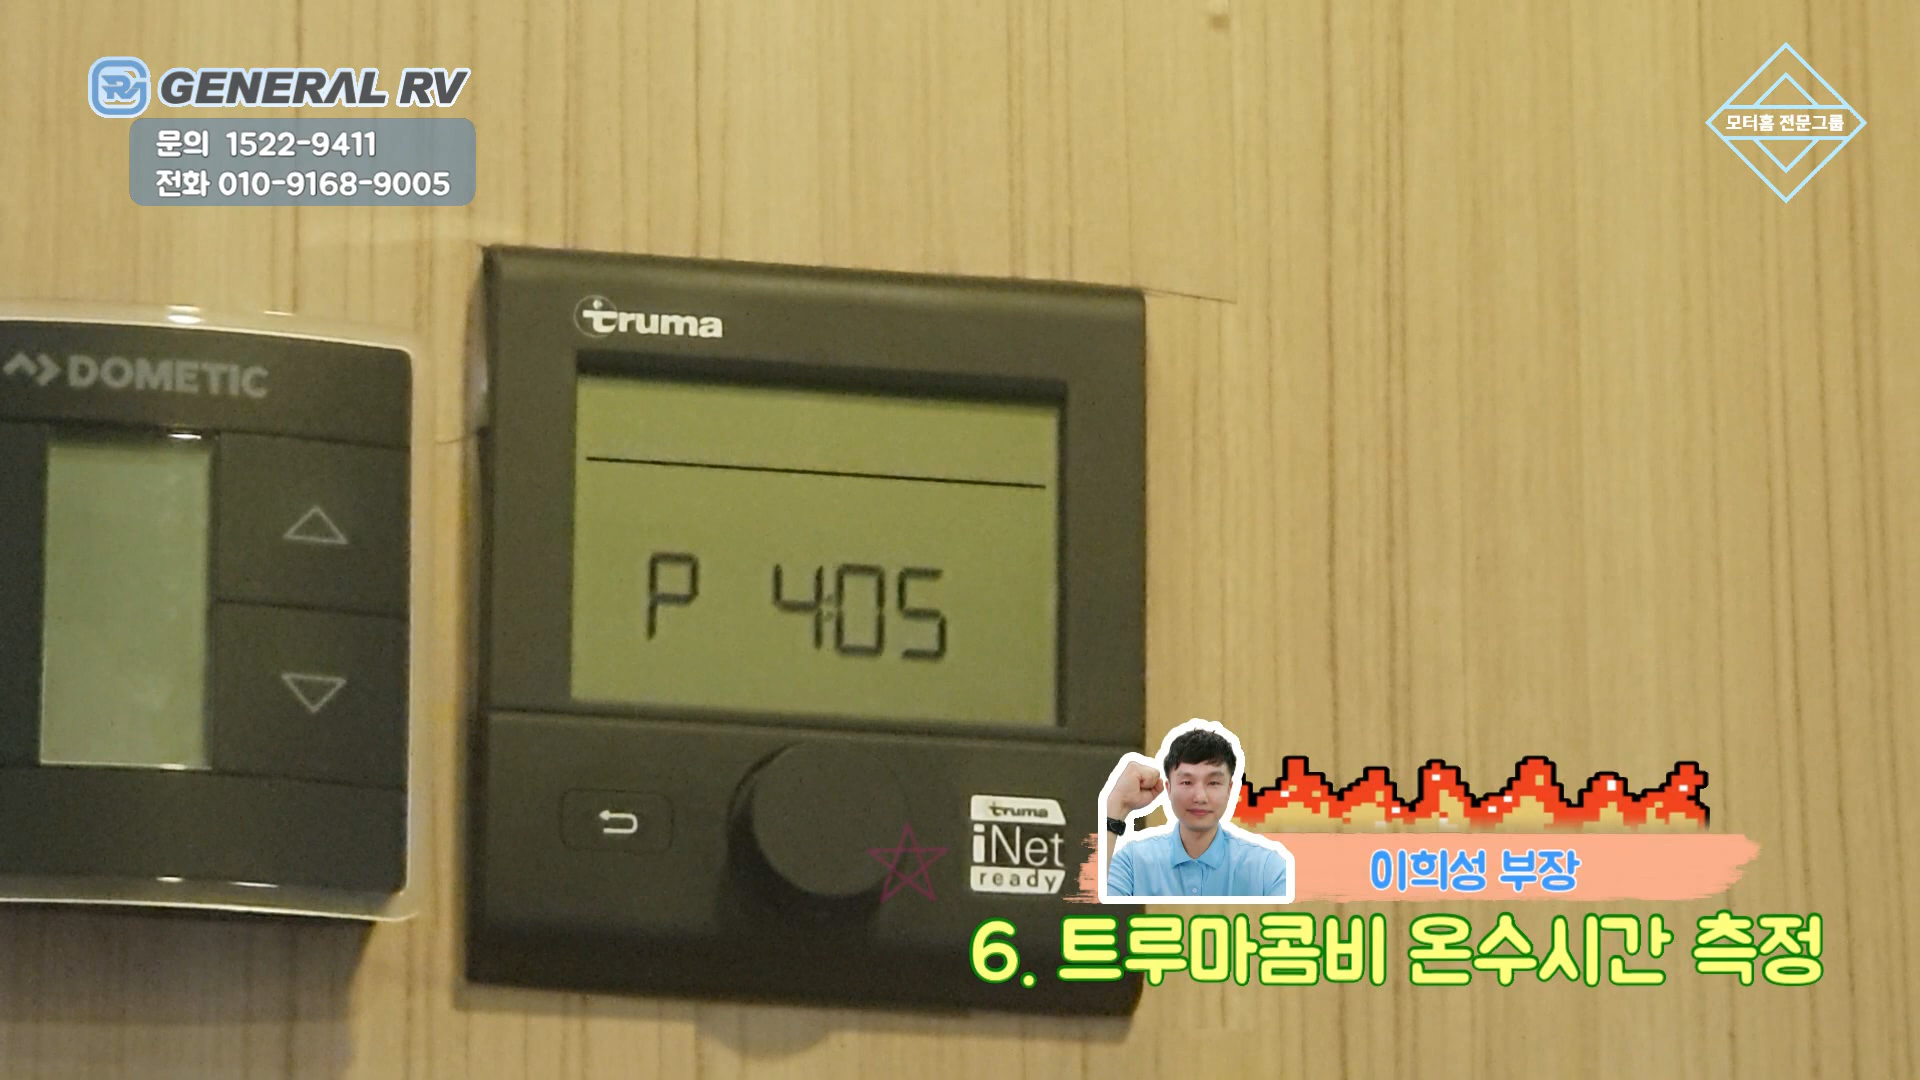 GENERAL RV
문의 1522-9411
전화 010-9168-9005
모터홈 전문그룹
DOMETIC
truma
P 4:05
truma
iNet
ready
이희성 부장
6. 트루마콤비 온수시간 측정